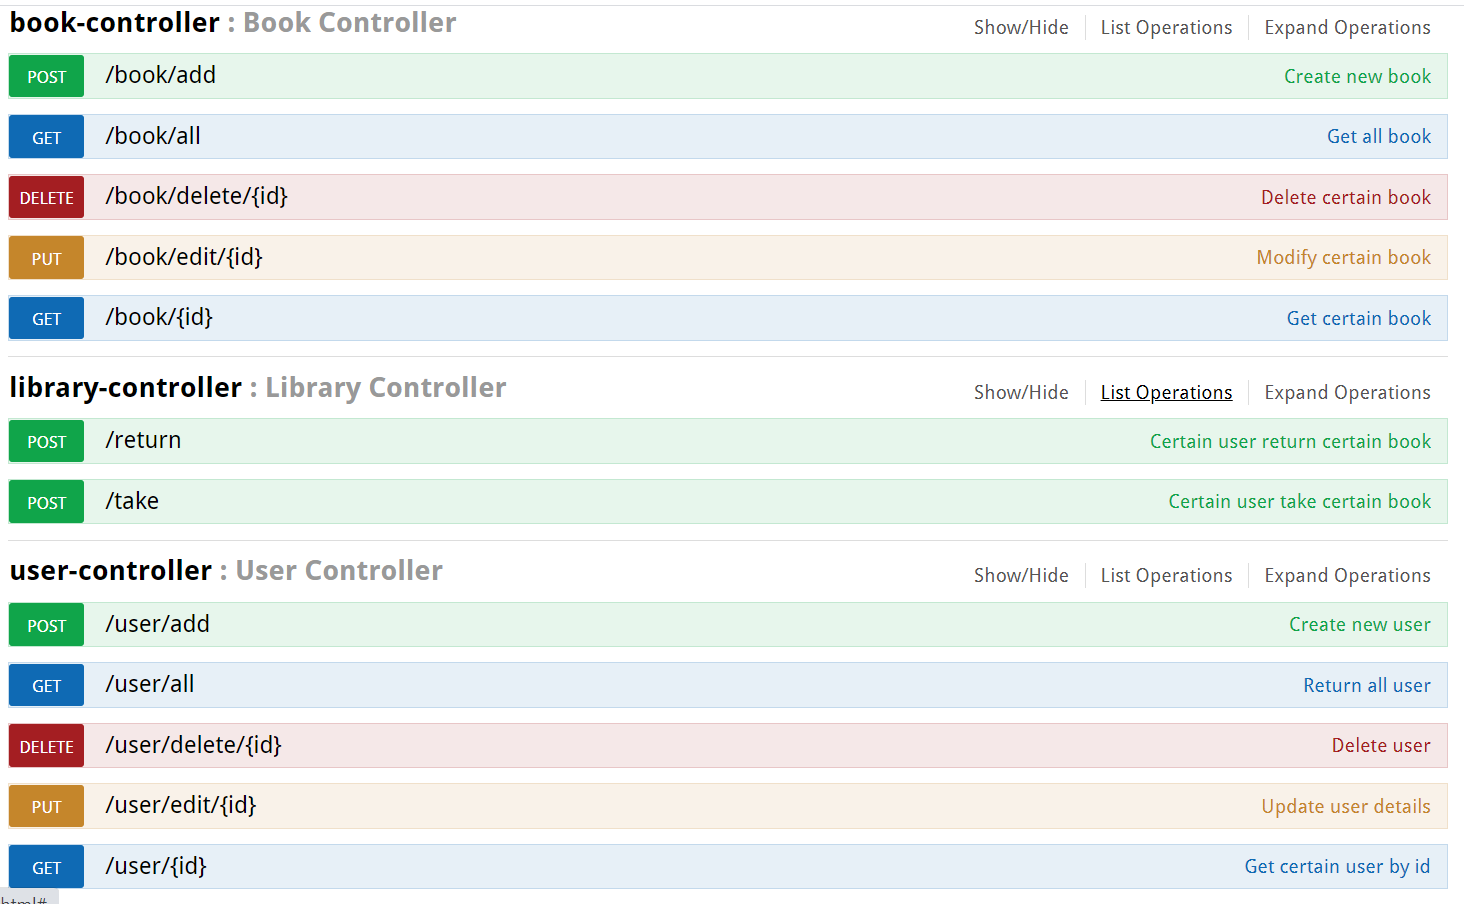 book-controller : Book Controller Show/Hide List Operations Expand Operations
POST /book/add Create new book
GET /book/all Get all book
DELETE /book/delete/{id} Delete certain book
PUT /book/edit/{id} Modify certain book
GET /book/{id} Get certain book
library-controller : Library Controller Show/Hide List Operations Expand Operations
POST /return Certain user return certain book
POST /take Certain user take certain book
user-controller : User Controller Show/Hide List Operations Expand Operations
POST /user/add Create new user
GET /user/all Return all user
DELETE /user/delete/{id} Delete user
PUT /user/edit/{id} Update user details
GET /user/{id} Get certain user by id
html#